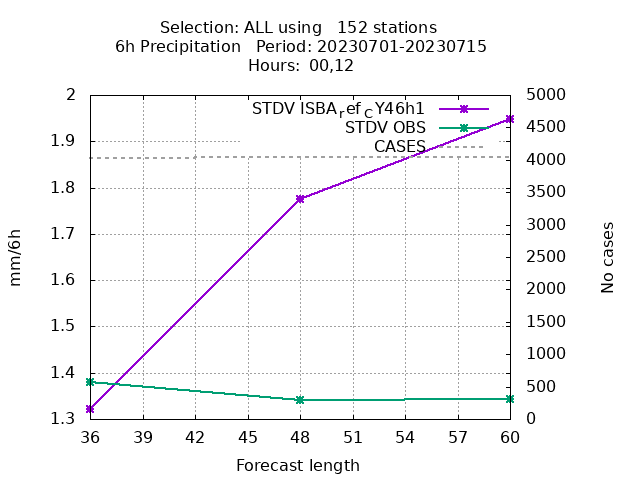 Selection: ALL using   152 stations
6h Precipitation   Period: 20230701-20230715
Hours:  00,12
STDV ISBAref CY46h1
STDV OBS
CASES
2
1.9
1.8
1.7
1.6
1.5
1.4
1.3
mm/6h
5000
4500
4000
3500
3000
2500
2000
1500
1000
500
0
No cases
36 39 42 45 48 51 54 57 60
Forecast length